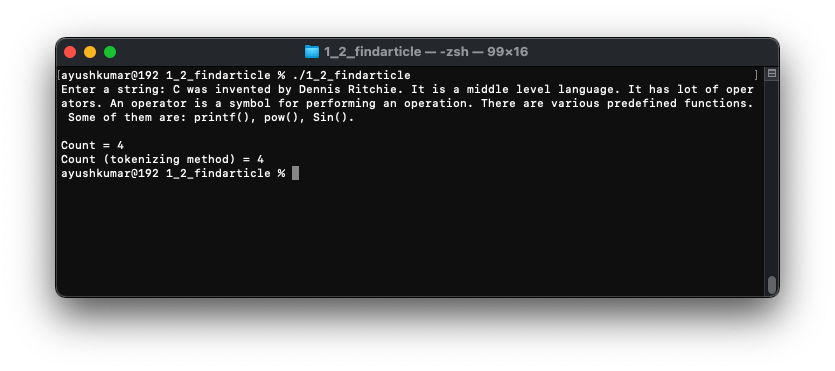 1_2_findarticle — -zsh — 99×16
[ayushkumar@192 1_2_findarticle % ./1_2_findarticle ]
Enter a string: C was invented by Dennis Ritchie. It is a middle level language. It has lot of oper
ators. An operator is a symbol for performing an operation. There are various predefined functions.
 Some of them are: printf(), pow(), Sin().
Count = 4
Count (tokenizing method) = 4
ayushkumar@192 1_2_findarticle %